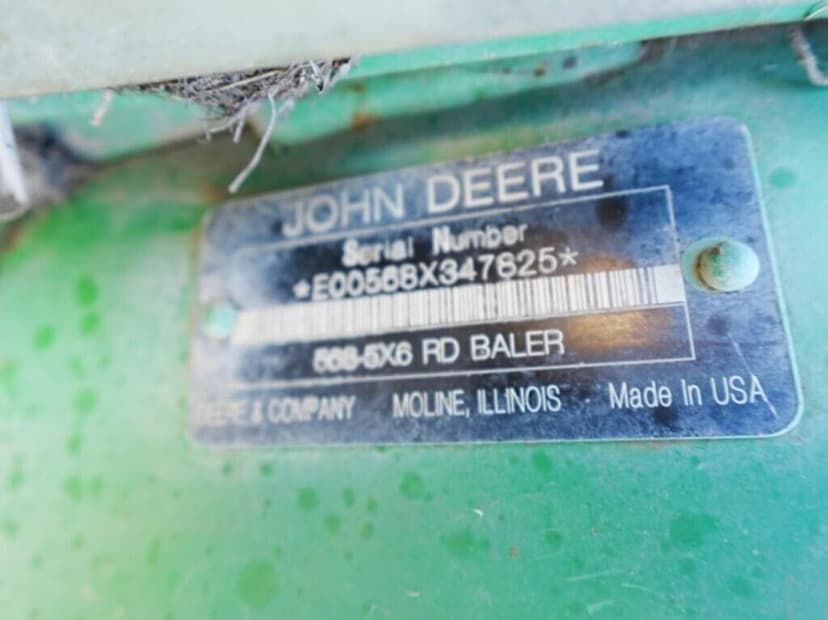 JOHN DEERE
Serial Number
*E00568X347825*
568-5X6 RD BALER
DEERE & COMPANY MOLINE, ILLINOIS Made In USA